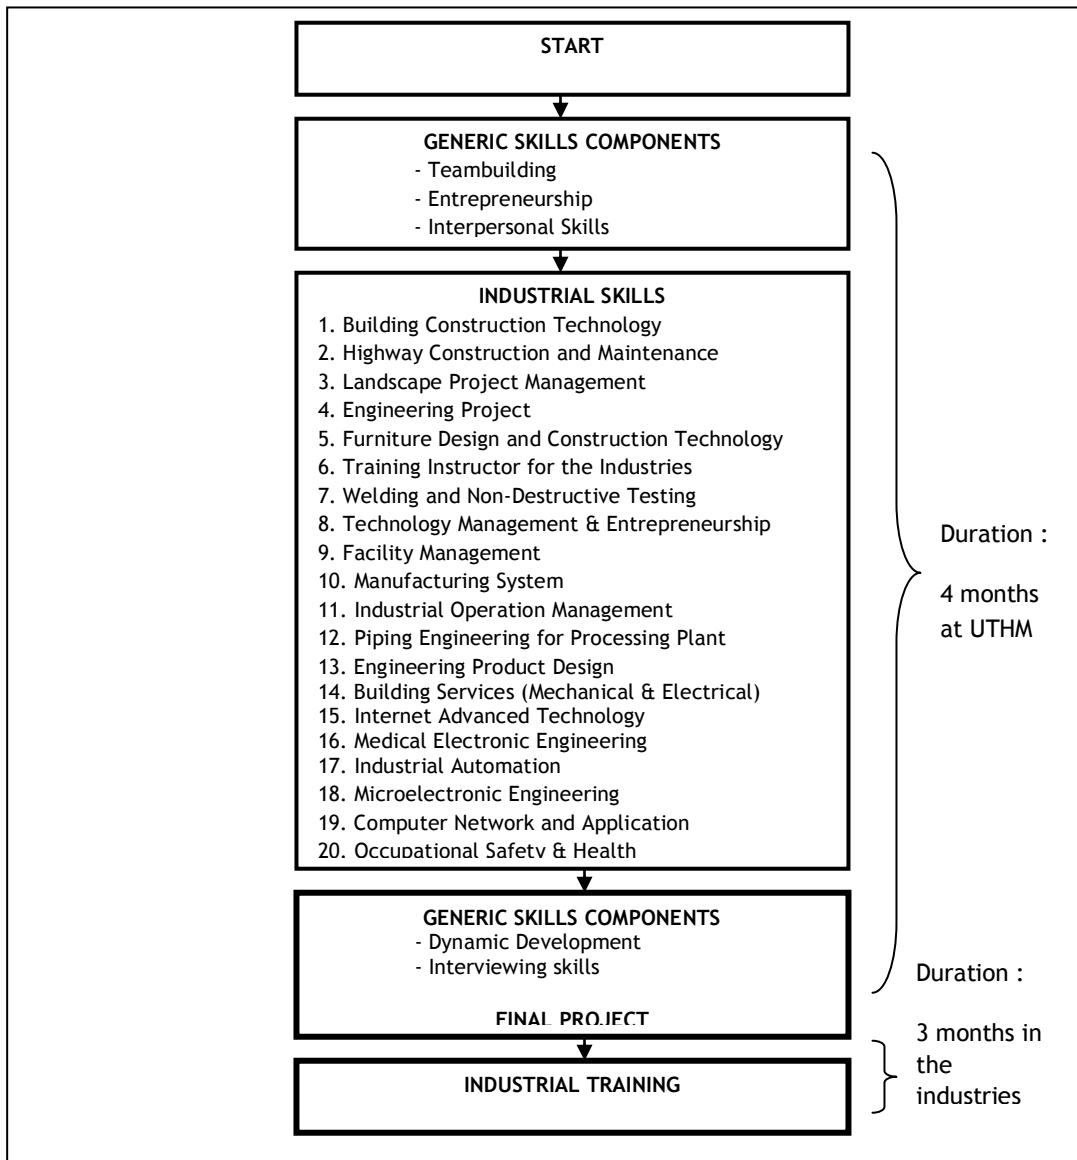 START
GENERIC SKILLS COMPONENTS
- Teambuilding
- Entrepreneurship
- Interpersonal Skills
INDUSTRIAL SKILLS
1. Building Construction Technology
2. Highway Construction and Maintenance
3. Landscape Project Management
4. Engineering Project
5. Furniture Design and Construction Technology
6. Training Instructor for the Industries
7. Welding and Non-Destructive Testing
8. Technology Management & Entrepreneurship
9. Facility Management
10. Manufacturing System
11. Industrial Operation Management
12. Piping Engineering for Processing Plant
13. Engineering Product Design
14. Building Services (Mechanical & Electrical)
15. Internet Advanced Technology
16. Medical Electronic Engineering
17. Industrial Automation
18. Microelectronic Engineering
19. Computer Network and Application
20. Occupational Safety & Health
Duration :
4 months
at UTHM
GENERIC SKILLS COMPONENTS
- Dynamic Development
- Interviewing skills
FINAL PROJECT
INDUSTRIAL TRAINING
Duration :
3 months in
the
industries